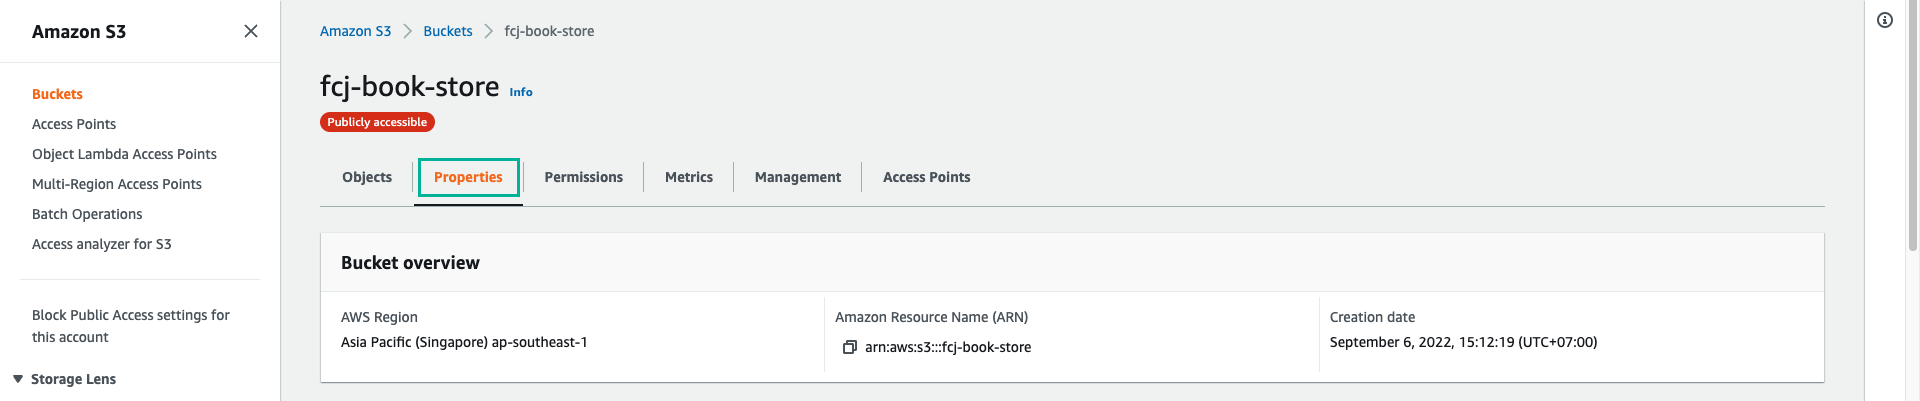 Amazon S3
Buckets
Access Points
Object Lambda Access Points
Multi-Region Access Points
Batch Operations
Access analyzer for S3
Block Public Access settings for
this account
Storage Lens
Amazon S3 Buckets fcj-book-store
fcj-book-store Info
Publicly accessible
Objects Properties Permissions Metrics Management Access Points
Bucket overview
AWS Region
Asia Pacific (Singapore) ap-southeast-1
Amazon Resource Name (ARN)
arn:aws:s3:::fcj-book-store
Creation date
September 6, 2022, 15:12:19 (UTC+07:00)